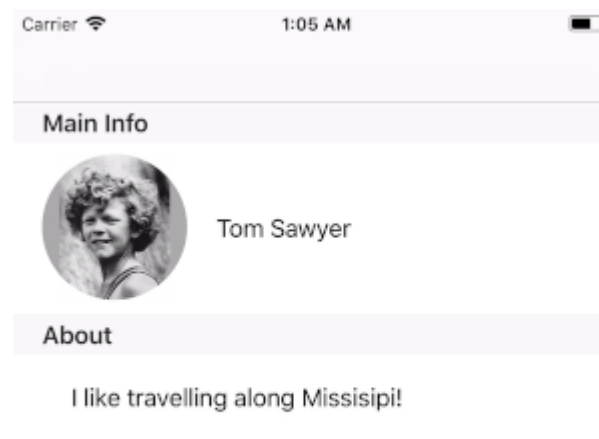 Carrier 1:05 AM
Main Info
Tom Sawyer
About
I like travelling along Missisipi!